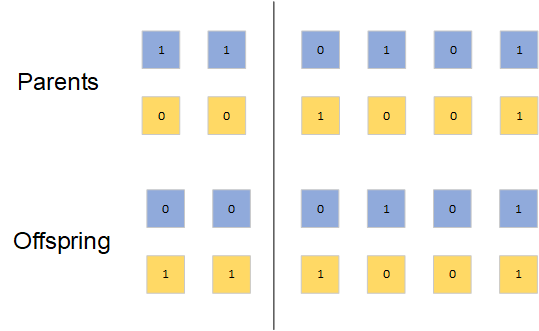 1 1 0 1 0 1
Parents
0 0 1 0 0 1
0 0 0 1 0 1
Offspring
1 1 1 0 0 1